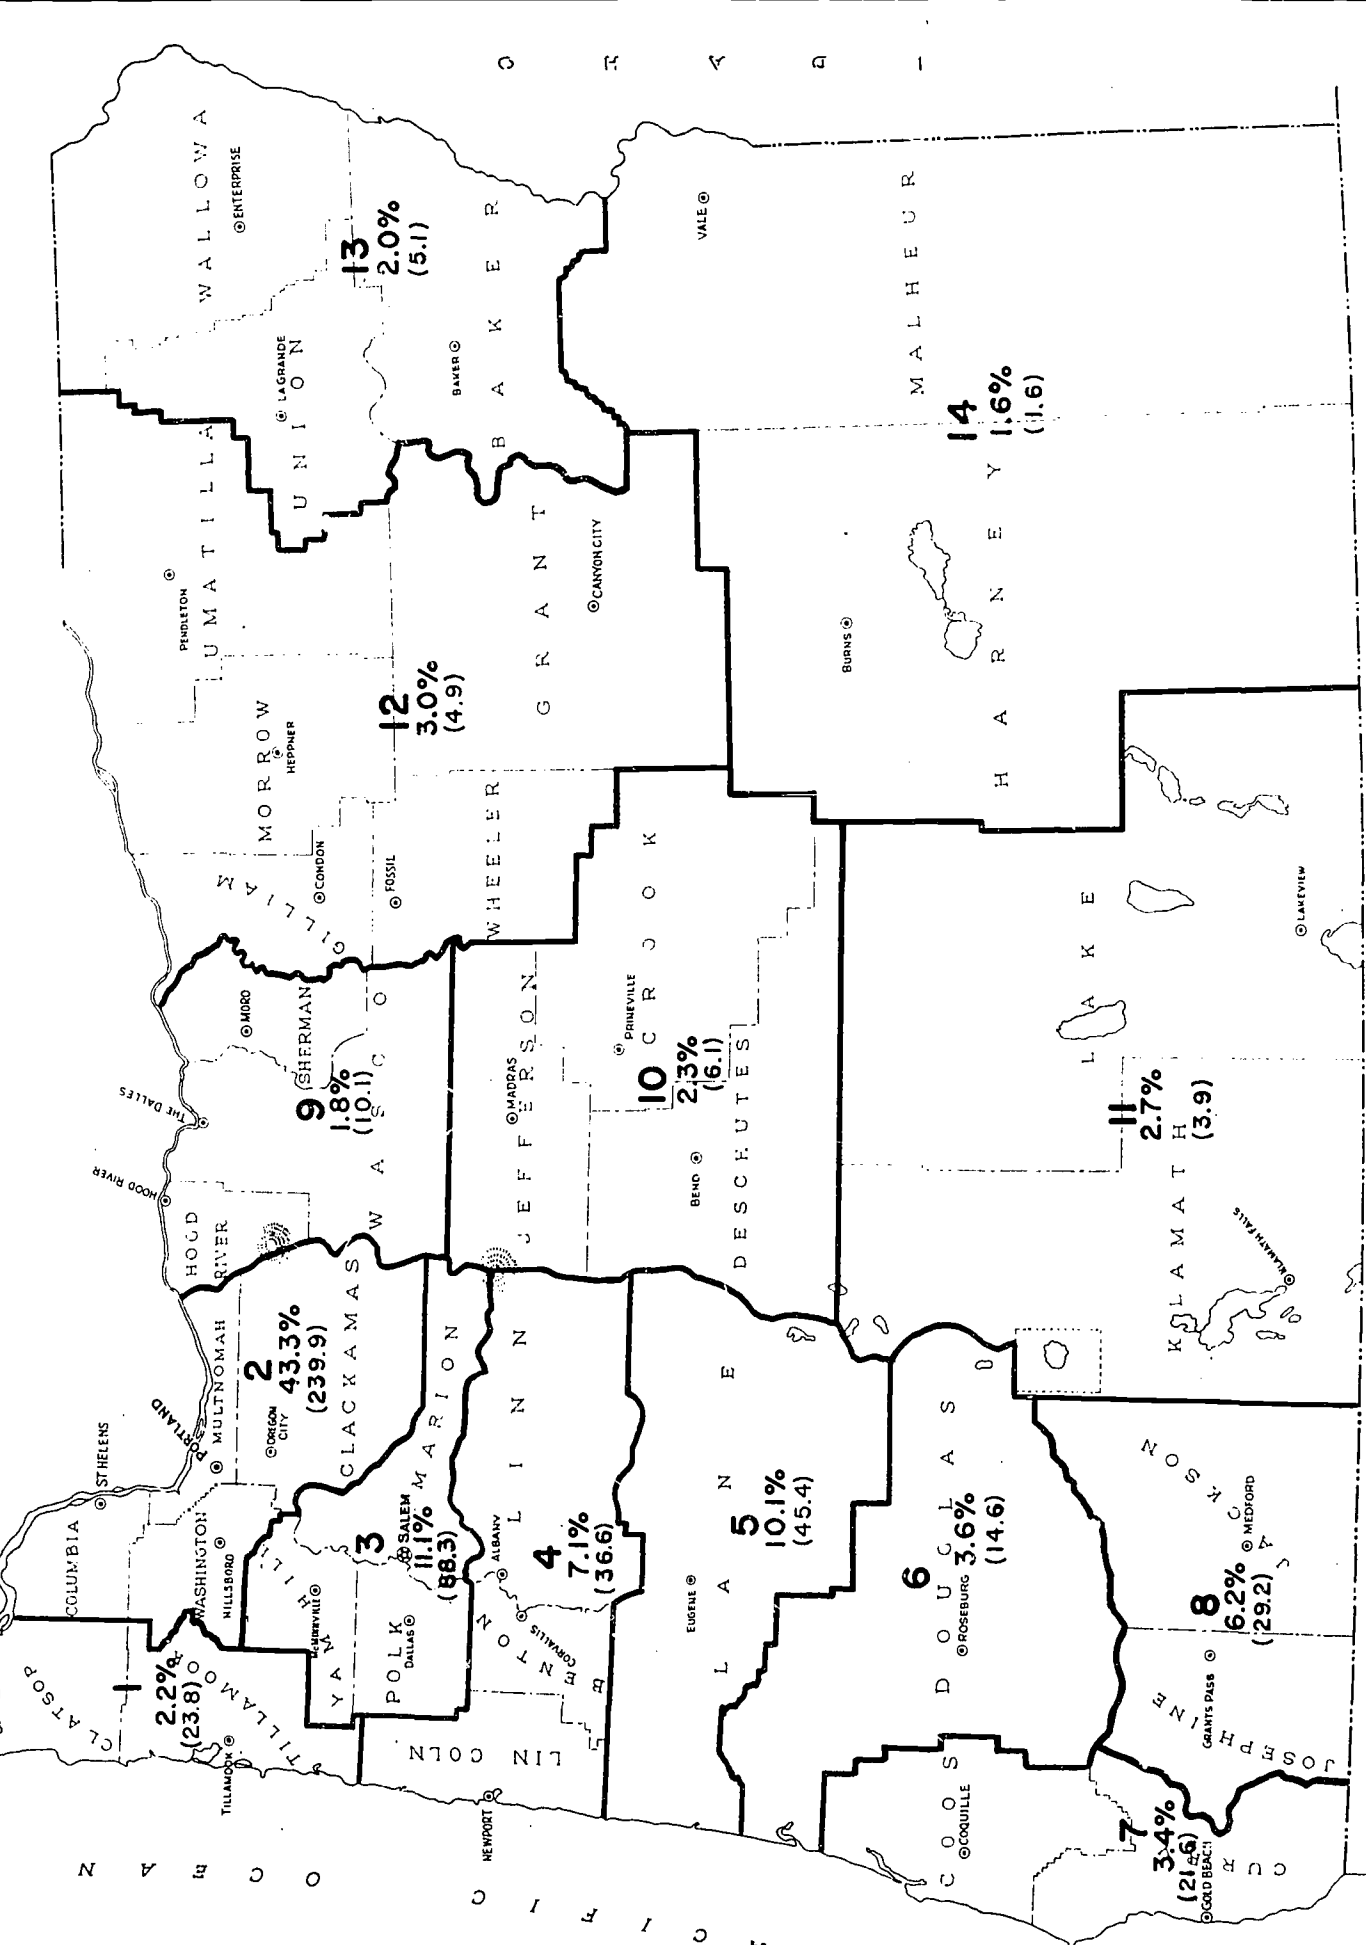 I D A H O
P A C I F I C
O C E A N
CLATSOP
1
2.2%
(23.8)
TILLAMOOK
TILLAMOOK
COLUMBIA
ST HELENS
WASHINGTON
HILLSBORO
PORTLAND
MULTNOMAH
2
43.3%
(239.9)
OREGON
CITY
CLACKAMAS
YAMHILL
McMINNVILLE
3
SALEM
11.1%
(88.3)
MARION
POLK
DALLAS
LINCOLN
NEWPORT
BENTON
CORVALLIS
ALBANY
4
7.1%
(36.6)
LINN
5
10.1%
(45.4)
LANE
EUGENE
6
3.6%
(14.6)
DOUGLAS
ROSEBURG
COOS
COQUILLE
7
3.4%
(21.6)
CURRY
GOLD BEACH
8
6.2%
(29.2)
JACKSON
MEDFORD
JOSEPHINE
GRANTS PASS
HOOD
RIVER
HOOD RIVER
THE DALLES
9
1.8%
(10.1)
WASCO
SHERMAN
MORO
JEFFERSON
MADRAS
10
2.3%
(6.1)
CROOK
PRINEVILLE
DESCHUTES
BEND
11
2.7%
(3.9)
KLAMATH
KLAMATH FALLS
LAKE
LAKEVIEW
GILLIAM
CONDON
FOSSIL
WHEELER
MORROW
HEPPNER
12
3.0%
(4.9)
UMATILLA
PENDLETON
GRANT
CANYON CITY
13
2.0%
(5.1)
WALLOWA
ENTERPRISE
UNION
LAGRANDE
BAKER
BAKER
14
1.6%
(1.6)
MALHEUR
VALE
HARNEY
BURNS